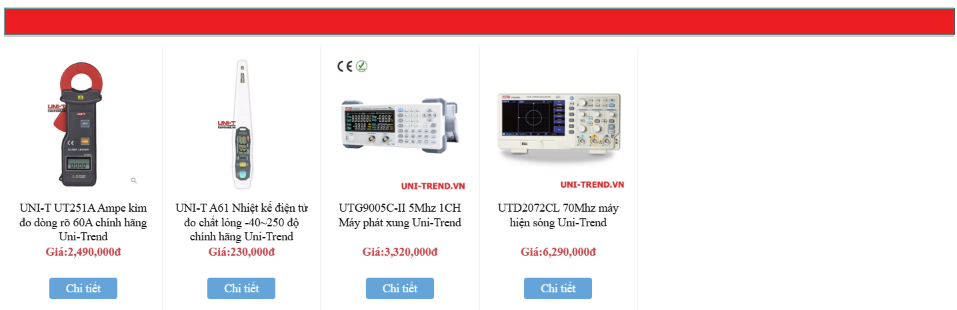 UNI-T
UNI-T
UNI-TREND.VN
UNI-TREND.VN
UNI-T UT251A Ampe kìm
đo dòng rò 60A chính hãng
Uni-Trend
Giá:2,490,000đ
Chi tiết
UNI-T A61 Nhiệt kế điện tử
đo chất lỏng -40~250 độ
chính hãng Uni-Trend
Giá:230,000đ
Chi tiết
UTG9005C-II 5Mhz 1CH
Máy phát xung Uni-Trend
Giá:3,320,000đ
Chi tiết
UTD2072CL 70Mhz máy
hiện sóng Uni-Trend
Giá:6,290,000đ
Chi tiết